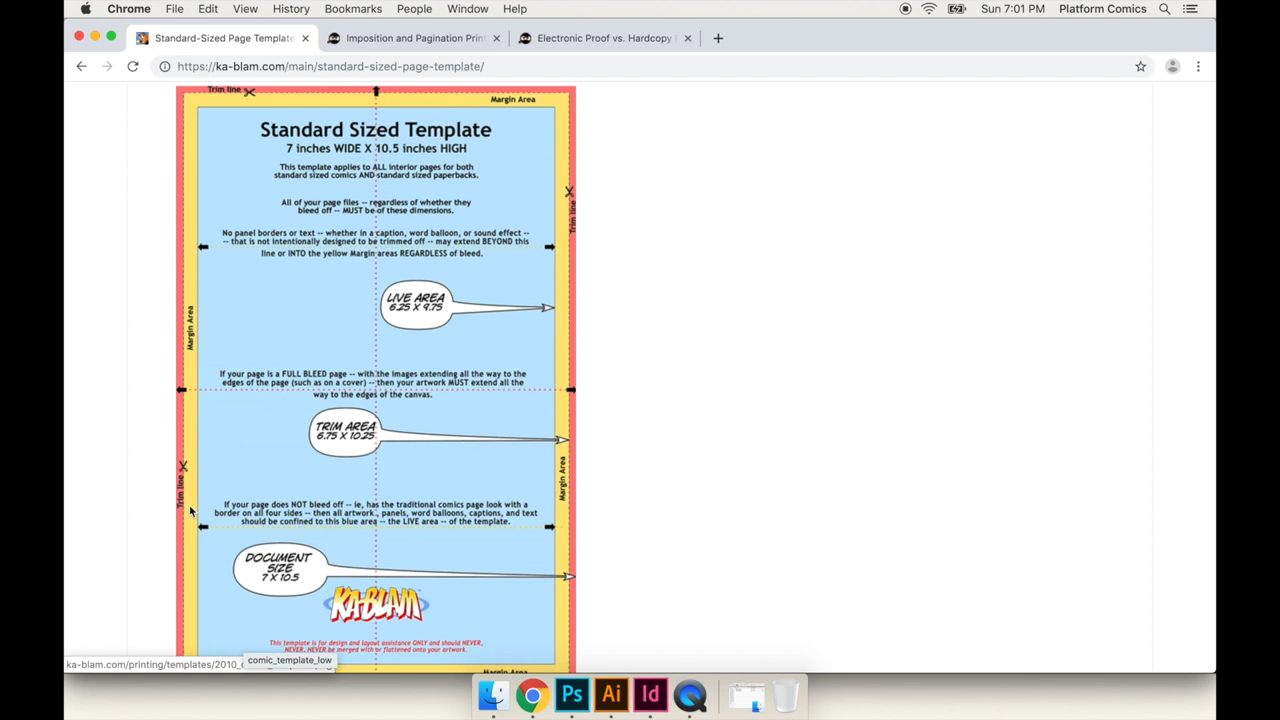 Chrome File Edit View History Bookmarks People Window Help Sun 7:01 PM Platform Comics
Standard-Sized Page Template Imposition and Pagination Prin Electronic Proof vs. Hardcopy
https://ka-blam.com/main/standard-sized-page-template/
Trim line
Margin Area
Standard Sized Template
7 inches WIDE X 10.5 inches HIGH
This template applies to ALL interior pages for both
standard sized comics AND standard sized paperbacks.
All of your page files -- regardless of whether they
bleed off -- MUST be of these dimensions.
Trim line
No panel borders or text -- whether in a caption, word balloon, or sound effect --
-- that is not intentionally designed to be trimmed off -- may extend BEYOND this
line or INTO the yellow Margin areas REGARDLESS of bleed.
LIVE AREA
6.25 X 9.75
Margin Area
If your page is a FULL BLEED page -- with the images extending all the way to the
edges of the page (such as on a cover) -- then your artwork MUST extend all the
way to the edges of the canvas.
TRIM AREA
6.75 X 10.25
Trim line
Margin Area
If your page does NOT bleed off -- ie, has the traditional comics page look with a
border on all four sides -- then all artwork , panels, word balloons, captions, and text
should be confined to this blue area -- the LIVE area -- of the template.
DOCUMENT
SIZE
7 X 10.5
KA-BLAM
This template is for design and layout assistance ONLY and should NEVER,
NEVER, NEVER be merged with or flattened onto your artwork.
ka-blam.com/printing/templates/2010_
comic_template_low
Margin Area
Ps Ai Id